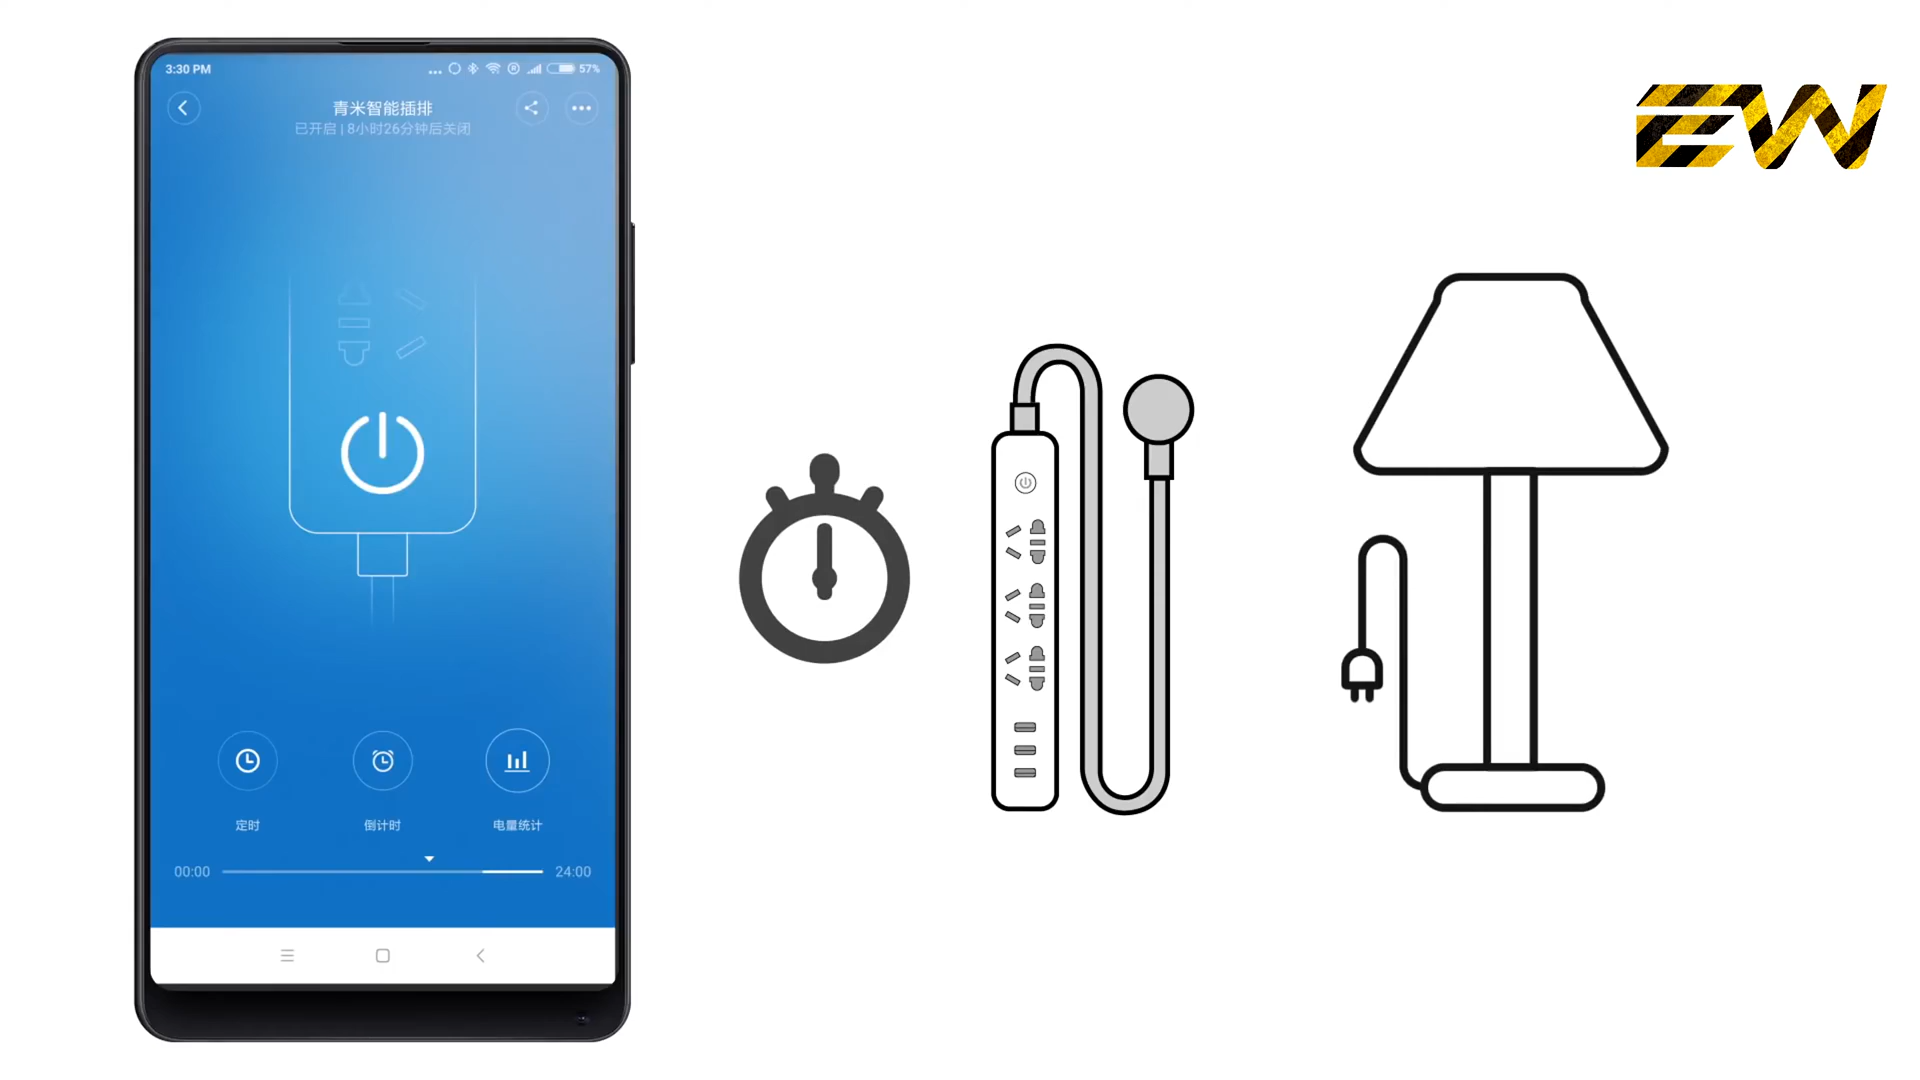 EW
3:30 PM
57%
青米智能插排
已开启 | 8小时26分钟后关闭
定时
倒计时
电量统计
00:00
24:00